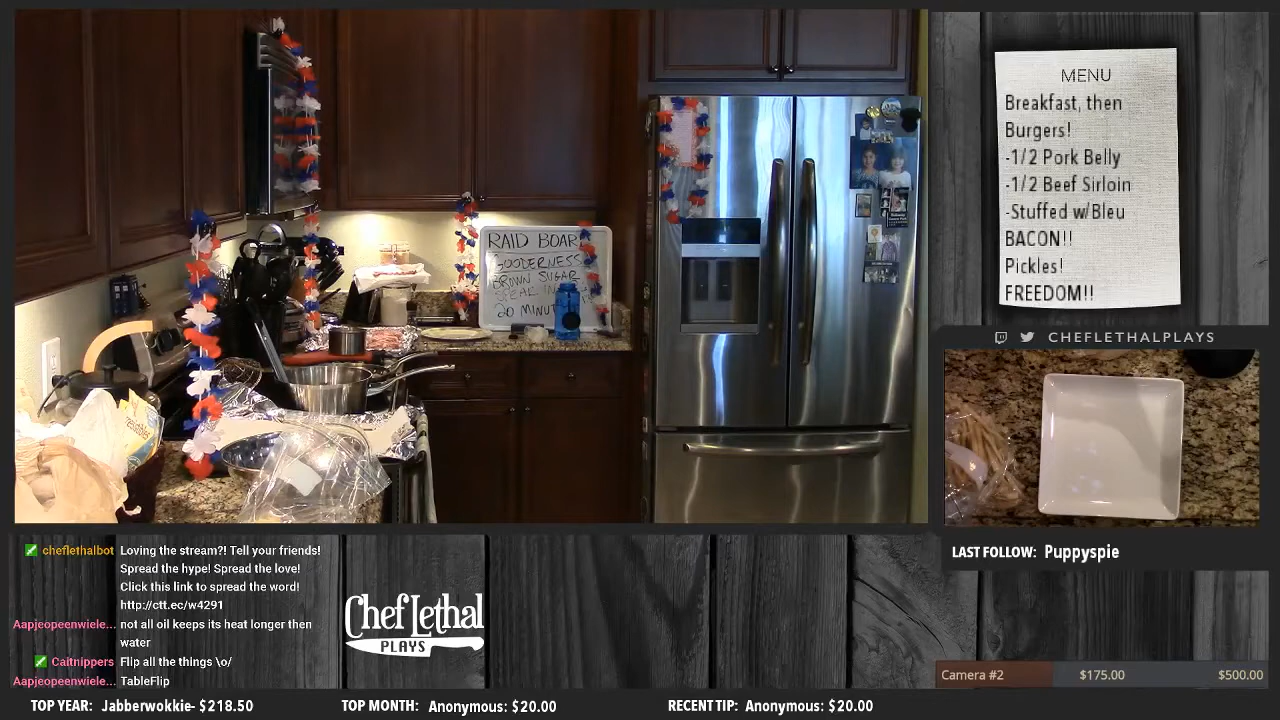 RAID BOARD
GOODERNESS
BROWN SUGAR
20 MINUT
MENU
Breakfast, then
Burgers!
-1/2 Pork Belly
-1/2 Beef Sirloin
-Stuffed w/Bleu
BACON!!
Pickles!
FREEDOM!!
CHEFLETHALPLAYS
LAST FOLLOW: Puppyspie
cheflethalbot Loving the stream?! Tell your friends!
Spread the hype! Spread the love!
Click this link to spread the word!
http://ctt.ec/w4291
Aapjeopeenwiele... not all oil keeps its heat longer then
water
Caitnippers Flip all the things \o/
Aapjeopeenwiele... TableFlip
Chef Lethal
PLAYS
Camera #2 $175.00 $500.00
TOP YEAR: Jabberwokkie- $218.50 TOP MONTH: Anonymous: $20.00 RECENT TIP: Anonymous: $20.00